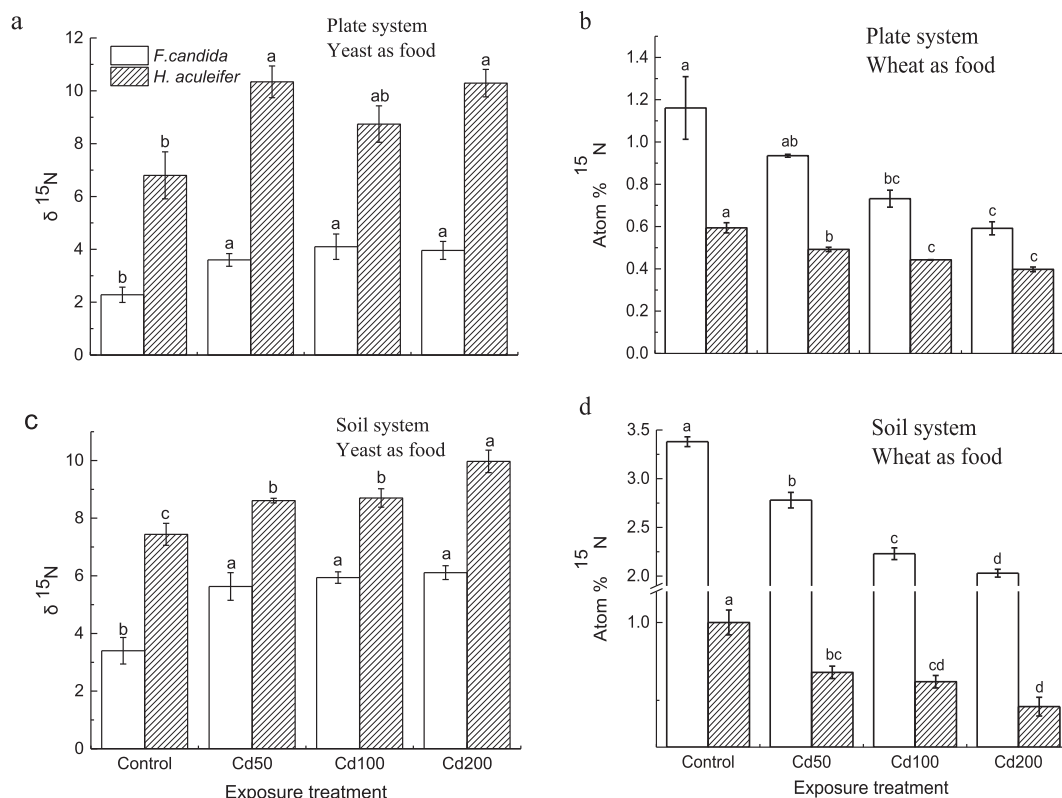 a
Plate system
Yeast as food
F.candida
H. aculeifer
12
10
8
6
4
2
0
δ 15N
b
b
a
a
a
ab
a
a
b
Plate system
Wheat as food
1.4
1.2
1.0
0.8
0.6
0.4
0.2
0.0
Atom % 15 N
a
a
ab
b
bc
c
c
c
c
Soil system
Yeast as food
10
8
6
4
2
0
δ 15N
b
c
a
b
a
b
a
a
Control Cd50 Cd100 Cd200
Exposure treatment
d
Soil system
Wheat as food
3.5
3.0
2.5
2.0
1.0
Atom % 15 N
a
a
b
bc
c
cd
d
d
Control Cd50 Cd100 Cd200
Exposure treatment